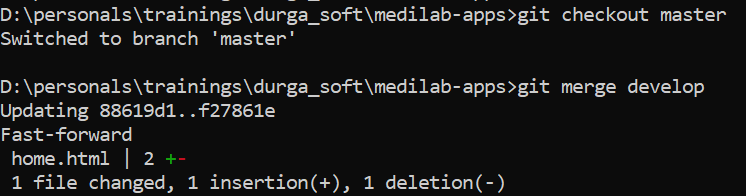 D:\personals\trainings\durga_soft\medilab-apps>git checkout master
Switched to branch 'master'
D:\personals\trainings\durga_soft\medilab-apps>git merge develop
Updating 88619d1..f27861e
Fast-forward
 home.html | 2 +-
 1 file changed, 1 insertion(+), 1 deletion(-)